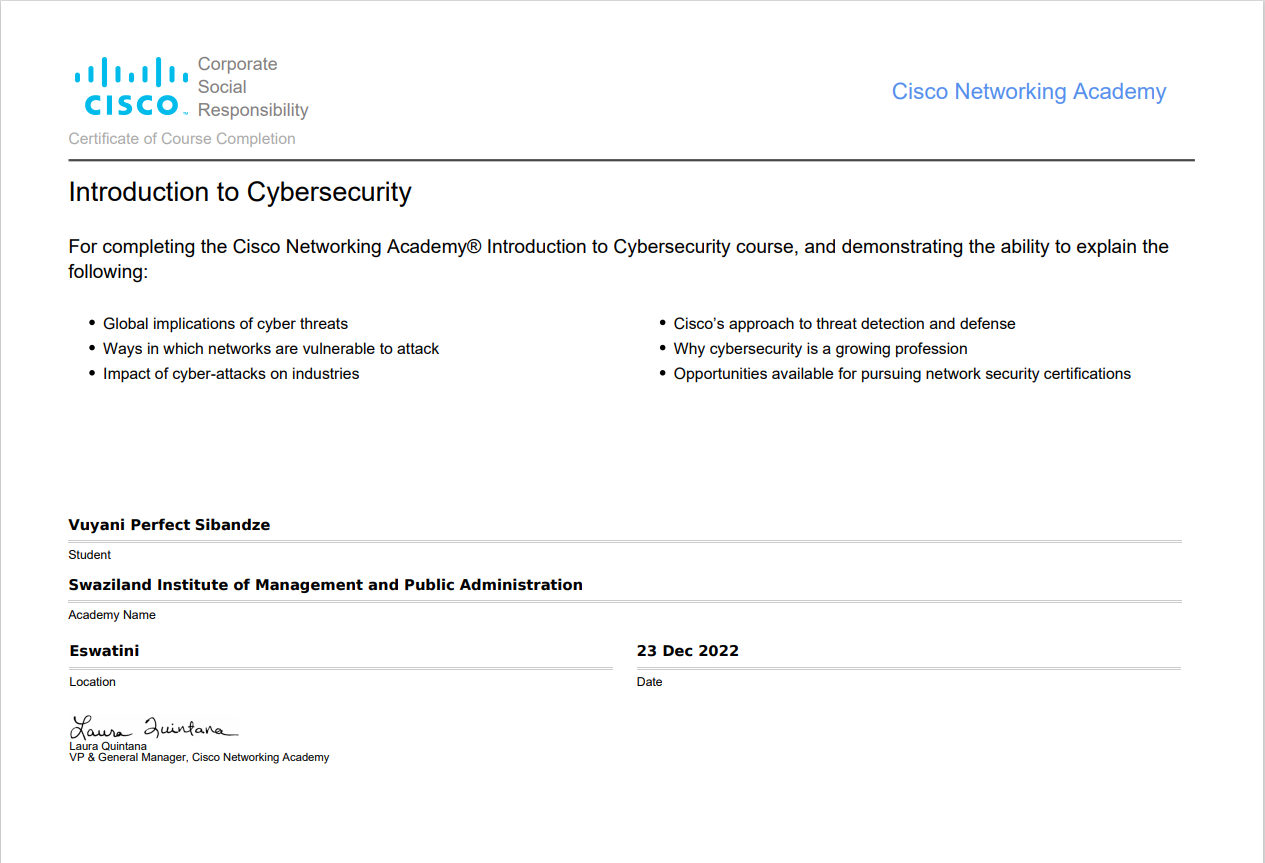 Corporate
Social
Responsibility
CISCO™
Cisco Networking Academy
Certificate of Course Completion
Introduction to Cybersecurity
For completing the Cisco Networking Academy® Introduction to Cybersecurity course, and demonstrating the ability to explain the
following:
• Global implications of cyber threats
• Ways in which networks are vulnerable to attack
• Impact of cyber-attacks on industries
• Cisco’s approach to threat detection and defense
• Why cybersecurity is a growing profession
• Opportunities available for pursuing network security certifications
Vuyani Perfect Sibandze
Student
Swaziland Institute of Management and Public Administration
Academy Name
Eswatini
Location
23 Dec 2022
Date
Laura Quintana
Laura Quintana
VP & General Manager, Cisco Networking Academy